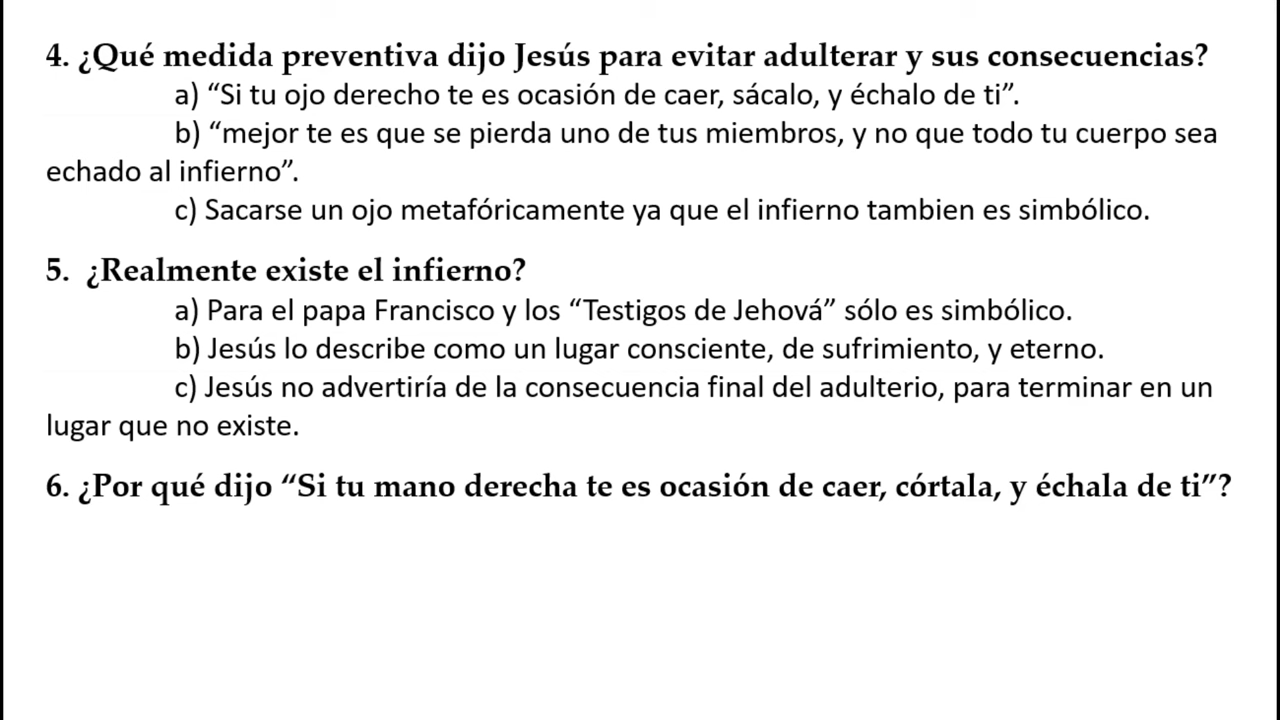 4. ¿Qué medida preventiva dijo Jesús para evitar adulterar y sus consecuencias?
a) “Si tu ojo derecho te es ocasión de caer, sácalo, y échalo de ti”.
b) “mejor te es que se pierda uno de tus miembros, y no que todo tu cuerpo sea
echado al infierno”.
c) Sacarse un ojo metafóricamente ya que el infierno tambien es simbólico.
5. ¿Realmente existe el infierno?
a) Para el papa Francisco y los “Testigos de Jehová” sólo es simbólico.
b) Jesús lo describe como un lugar consciente, de sufrimiento, y eterno.
c) Jesús no advertiría de la consecuencia final del adulterio, para terminar en un
lugar que no existe.
6. ¿Por qué dijo “Si tu mano derecha te es ocasión de caer, córtala, y échala de ti”?